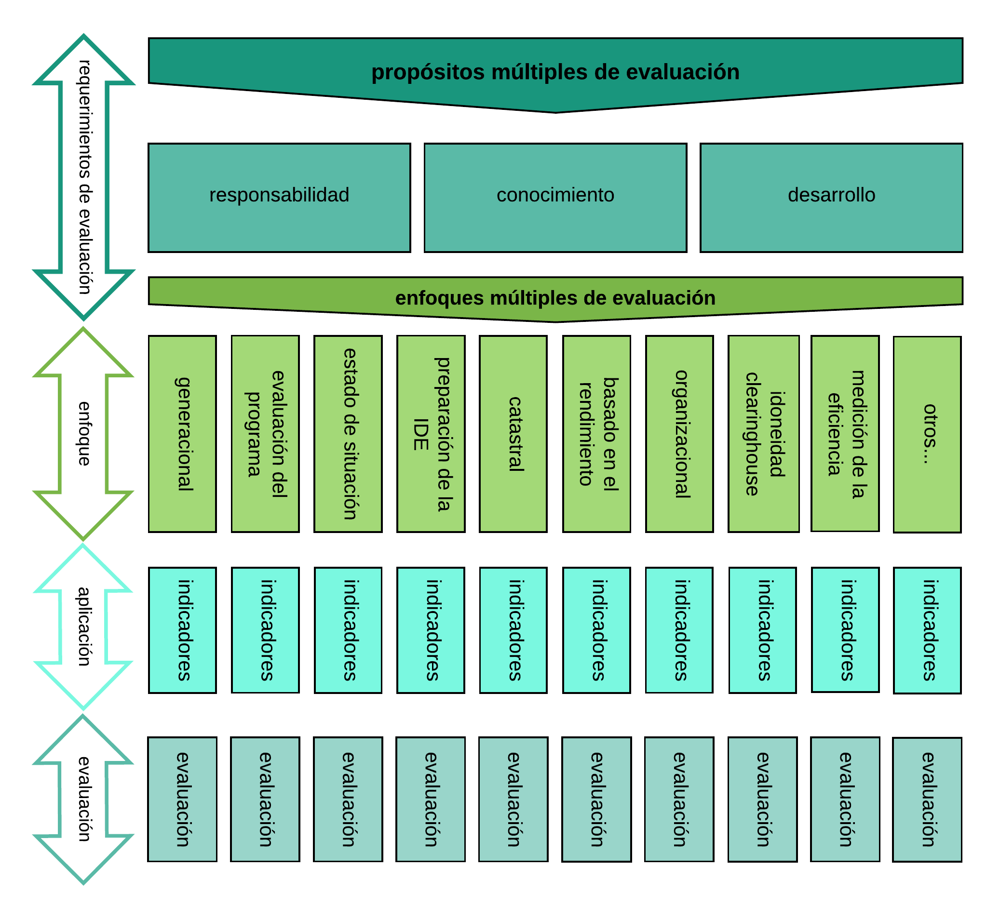 requerimientos de evaluación
propósitos múltiples de evaluación
responsabilidad
conocimiento
desarrollo
enfoques múltiples de evaluación
enfoque
generacional
evaluación del
programa
estado de situación
preparación de la
IDE
catastral
basado en el
rendimiento
organizacional
idoneidad
clearinghouse
medición de la
eficiencia
otros...
aplicación
indicadores
indicadores
indicadores
indicadores
indicadores
indicadores
indicadores
indicadores
indicadores
indicadores
evaluación
evaluación
evaluación
evaluación
evaluación
evaluación
evaluación
evaluación
evaluación
evaluación
evaluación